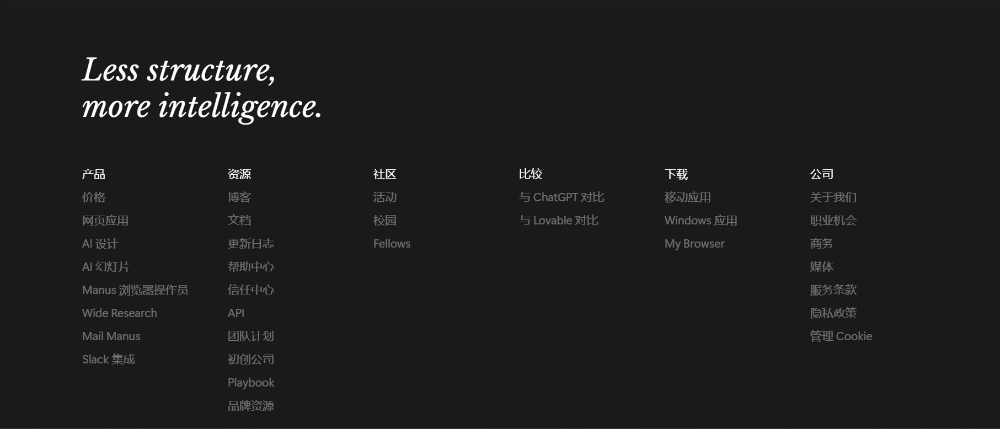 Less structure,
more intelligence.
产品
价格
网页应用
AI 设计
AI 幻灯片
Manus 浏览器操作员
Wide Research
Mail Manus
Slack 集成
资源
博客
文档
更新日志
帮助中心
信任中心
API
团队计划
初创公司
Playbook
品牌资源
社区
活动
校园
Fellows
比较
与 ChatGPT 对比
与 Lovable 对比
下载
移动应用
Windows 应用
My Browser
公司
关于我们
职业机会
商务
媒体
服务条款
隐私政策
管理 Cookie